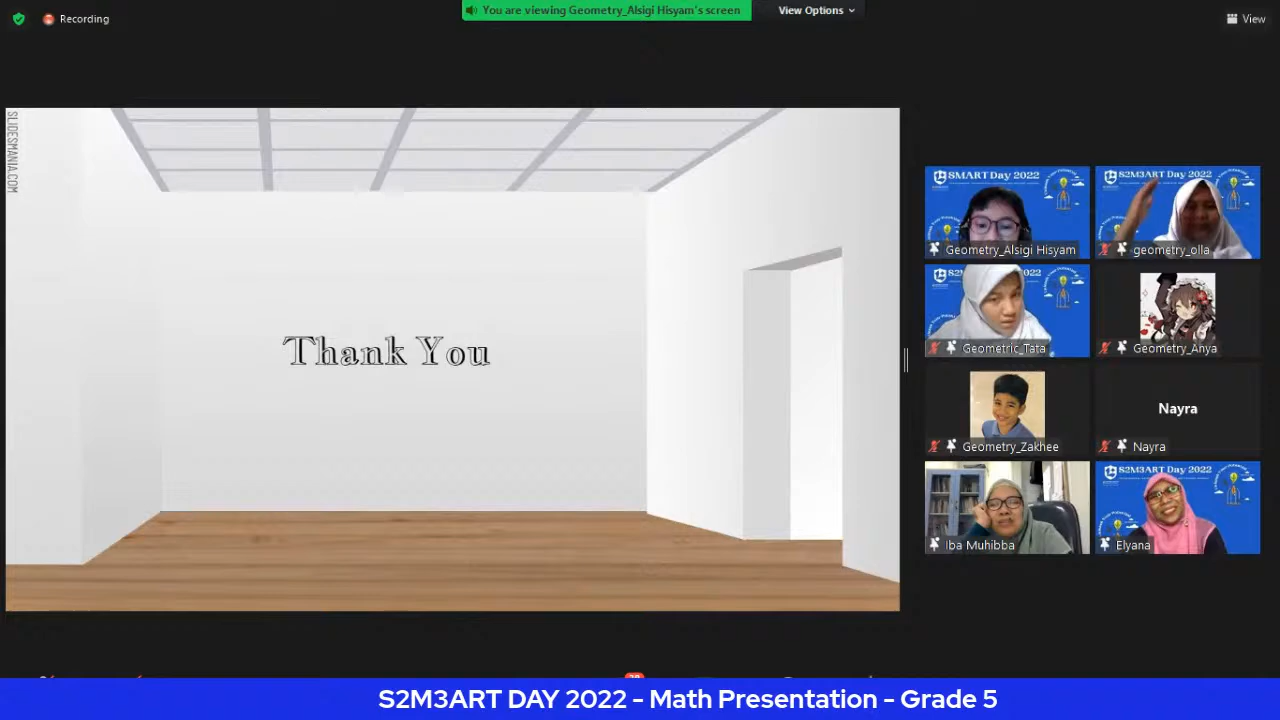 Recording
You are viewing Geometry_Alsigi Hisyam's screen
View Options
View
SLIDESMANIA.COM
Thank You
SMART Day 2022
Geometry_Alsigi Hisyam
S2M3ART Day 2022
geometry_olla
2022
Geometric_Tata
Geometry_Anya
Geometry_Zakhee
Nayra
Nayra
Iba Muhibba
S2M3ART Day 2022
Elyana
S2M3ART DAY 2022 - Math Presentation - Grade 5